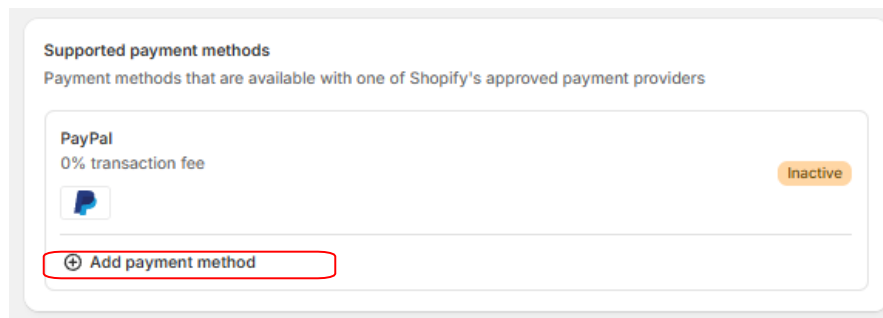 Supported payment methods
Payment methods that are available with one of Shopify's approved payment providers
PayPal
0% transaction fee
Inactive
Add payment method